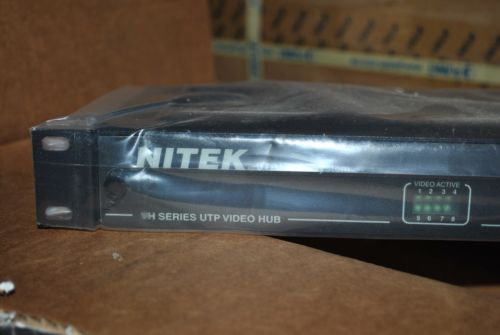 NITEK
VH SERIES UTP VIDEO HUB
VIDEO ACTIVE
1 2 3 4
5 6 7 8